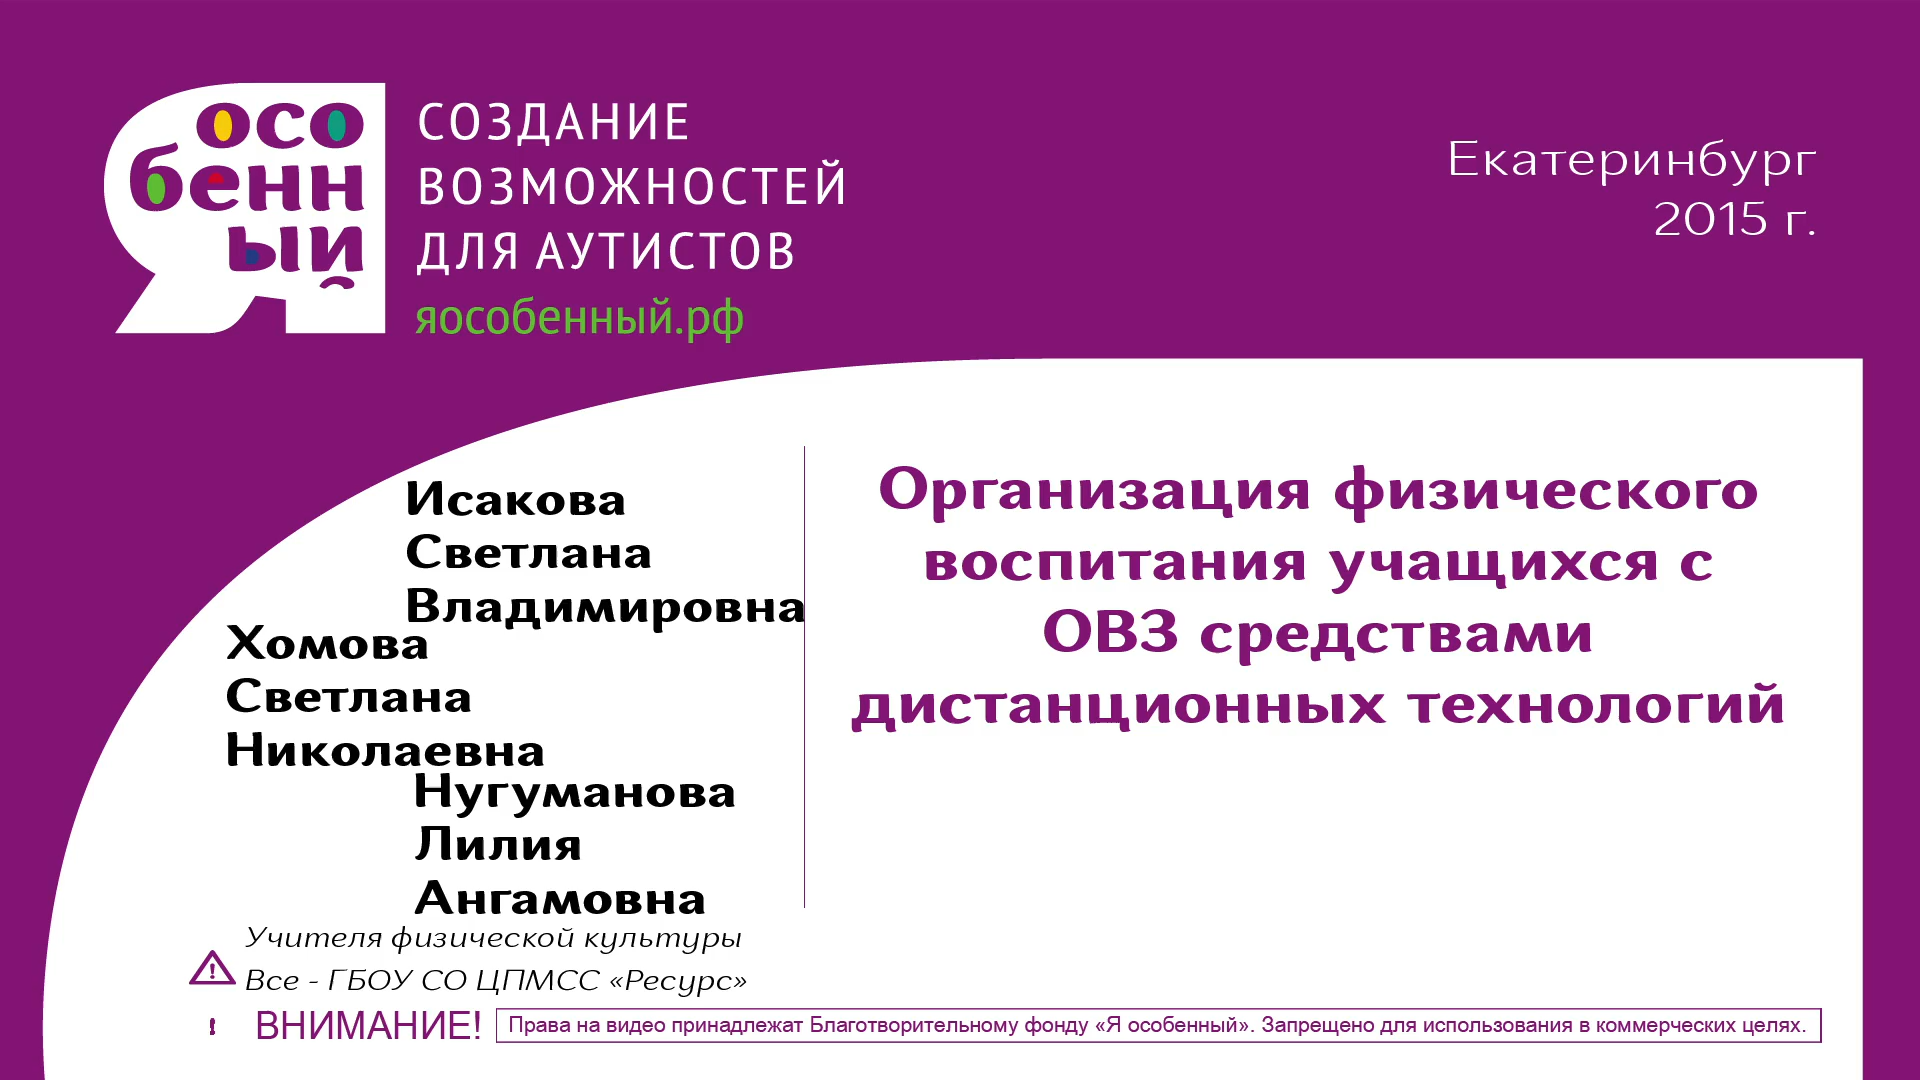 осо
бенн
ый
Я
СОЗДАНИЕ
ВОЗМОЖНОСТЕЙ
ДЛЯ АУТИСТОВ
яособенный.рф
Екатеринбург
2015 г.
Исакова
Светлана
Владимировна
Хомова
Светлана
Николаевна
Нугуманова
Лилия
Ангамовна
Учителя физической культуры
Все - ГБОУ СО ЦПМСС «Ресурс»
Организация физического
воспитания учащихся с
ОВЗ средствами
дистанционных технологий
! ВНИМАНИЕ!
Права на видео принадлежат Благотворительному фонду «Я особенный». Запрещено для использования в коммерческих целях.